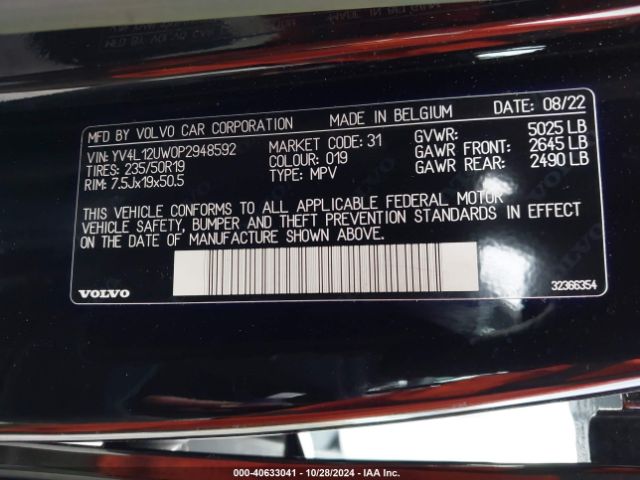 MFD BY VOLVO CAR CORPORATION MADE IN BELGIUM DATE: 08/22
VIN: YV4L12UW0P2948592 MARKET CODE: 31 GVWR: 5025 LB
TIRES: 235/50R19 COLOUR: 019 GAWR FRONT: 2645 LB
RIM: 7.5Jx19x50.5 TYPE: MPV GAWR REAR: 2490 LB
THIS VEHICLE CONFORMS TO ALL APPLICABLE FEDERAL MOTOR
VEHICLE SAFETY, BUMPER AND THEFT PREVENTION STANDARDS IN EFFECT
ON THE DATE OF MANUFACTURE SHOWN ABOVE.
VOLVO 32366354
000-40633041 | 10/28/2024 - IAA Inc.